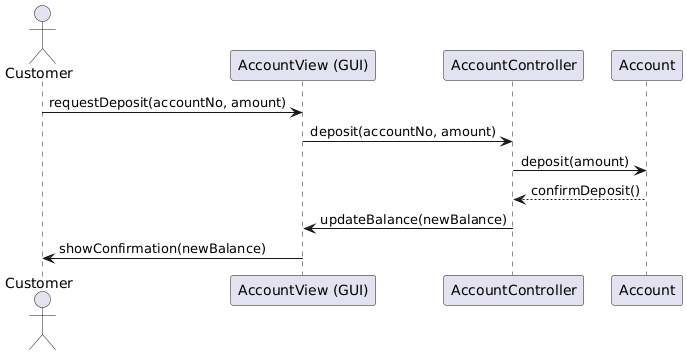 Customer
AccountView (GUI)
AccountController
Account
requestDeposit(accountNo, amount)
deposit(accountNo, amount)
deposit(amount)
confirmDeposit()
updateBalance(newBalance)
showConfirmation(newBalance)
Customer
AccountView (GUI)
AccountController
Account